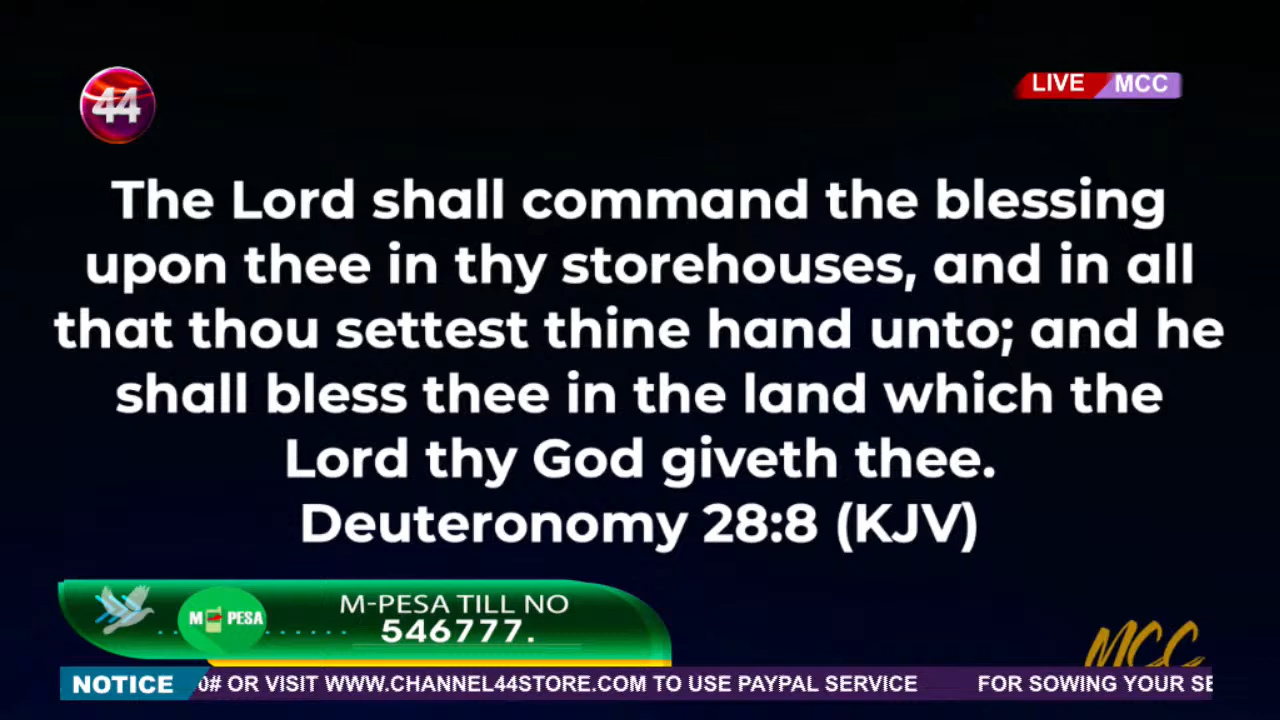 44
LIVE MCC
The Lord shall command the blessing
upon thee in thy storehouses, and in all
that thou settest thine hand unto; and he
shall bless thee in the land which the
Lord thy God giveth thee.
Deuteronomy 28:8 (KJV)
M-PESA TILL NO
M PESA
546777.
MCC
NOTICE 0# OR VISIT WWW.CHANNEL44STORE.COM TO USE PAYPAL SERVICE FOR SOWING YOUR SE